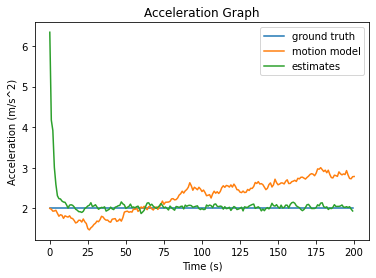 Acceleration Graph
ground truth
motion model
estimates
6
5
4
3
2
Acceleration (m/s^2)
0 25 50 75 100 125 150 175 200
Time (s)